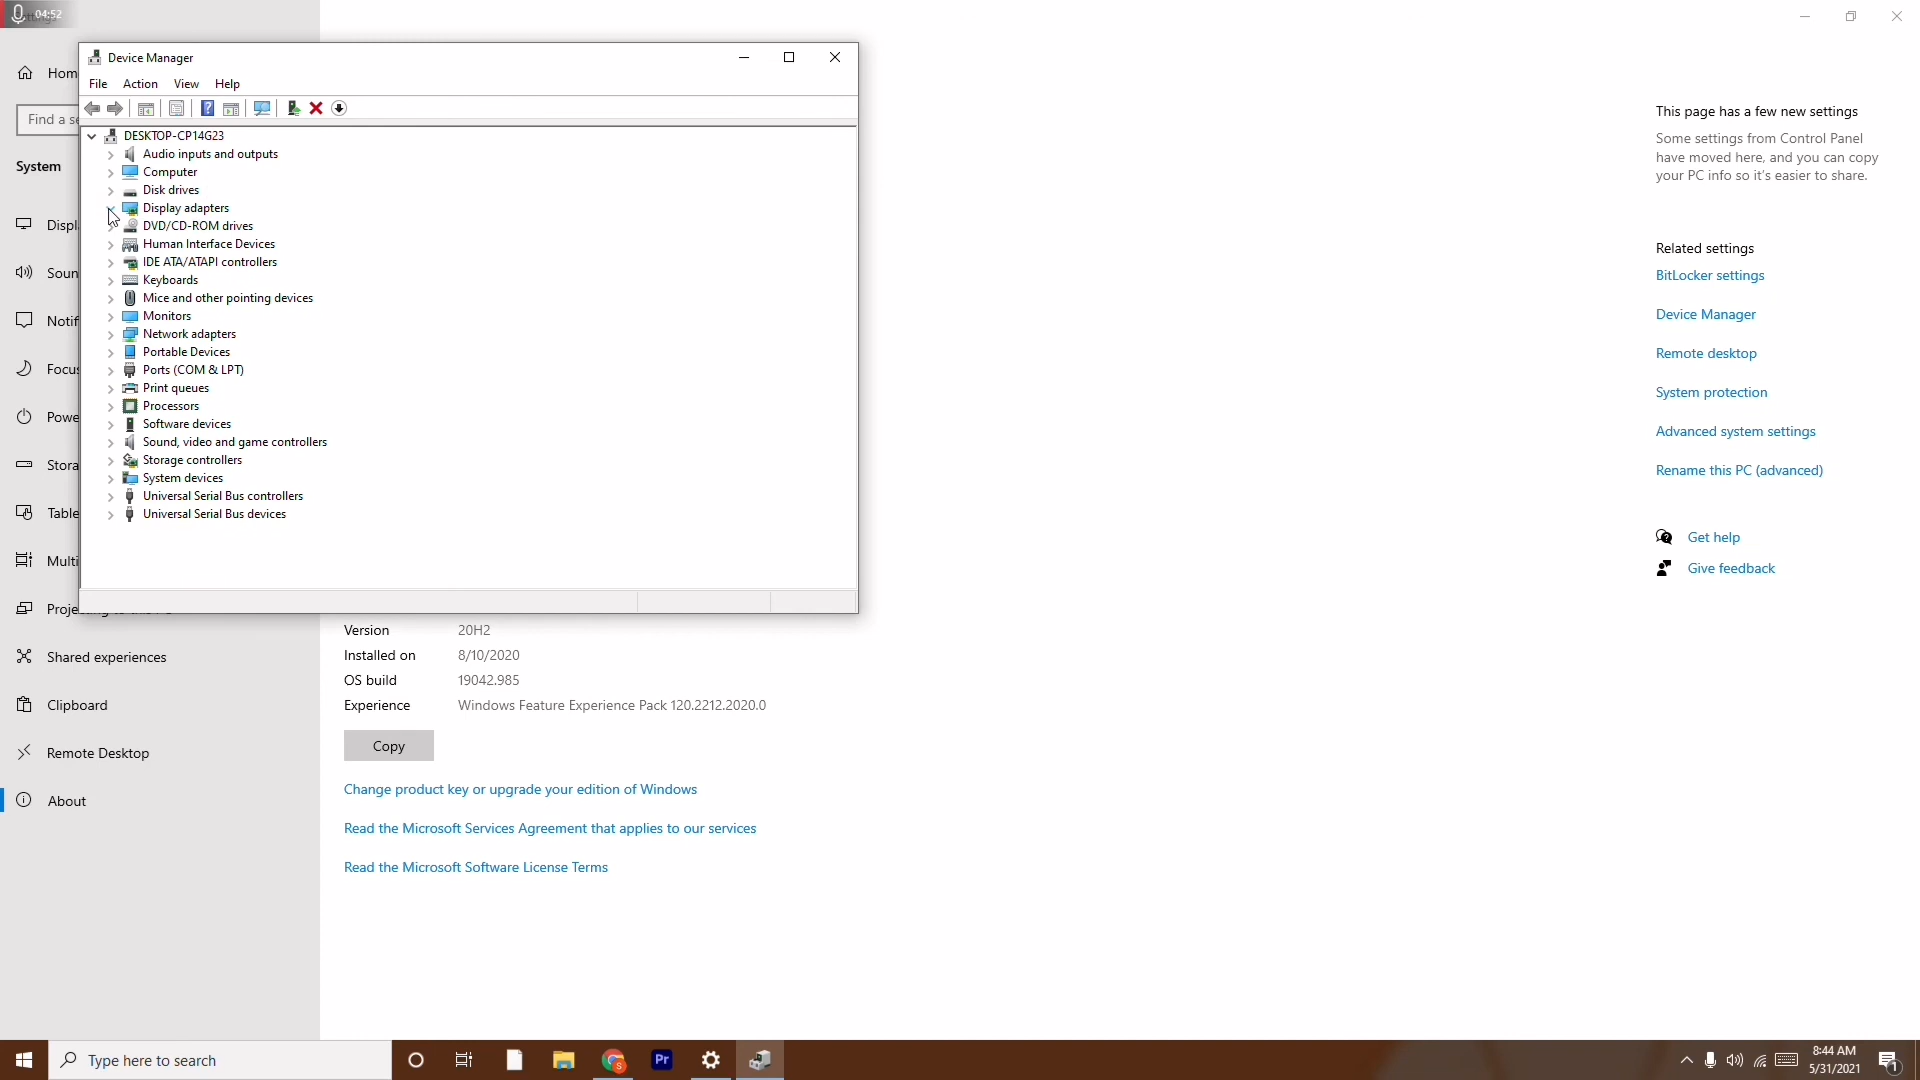 04:52
Device Manager
File Action View Help
DESKTOP-CP14G23
Audio inputs and outputs
Computer
Disk drives
Display adapters
DVD/CD-ROM drives
Human Interface Devices
IDE ATA/ATAPI controllers
Keyboards
Mice and other pointing devices
Monitors
Network adapters
Portable Devices
Ports (COM & LPT)
Print queues
Processors
Software devices
Sound, video and game controllers
Storage controllers
System devices
Universal Serial Bus controllers
Universal Serial Bus devices
Hom
Find a se
System
Displ
Soun
Notif
Focus
Powe
Stora
Table
Multi
Shared experiences
Clipboard
Remote Desktop
About
Version 20H2
Installed on 8/10/2020
OS build 19042.985
Experience Windows Feature Experience Pack 120.2212.2020.0
Copy
Change product key or upgrade your edition of Windows
Read the Microsoft Services Agreement that applies to our services
Read the Microsoft Software License Terms
This page has a few new settings
Some settings from Control Panel
have moved here, and you can copy
your PC info so it's easier to share.
Related settings
BitLocker settings
Device Manager
Remote desktop
System protection
Advanced system settings
Rename this PC (advanced)
Get help
Give feedback
Type here to search
Pr
S
8:44 AM
5/31/2021
1